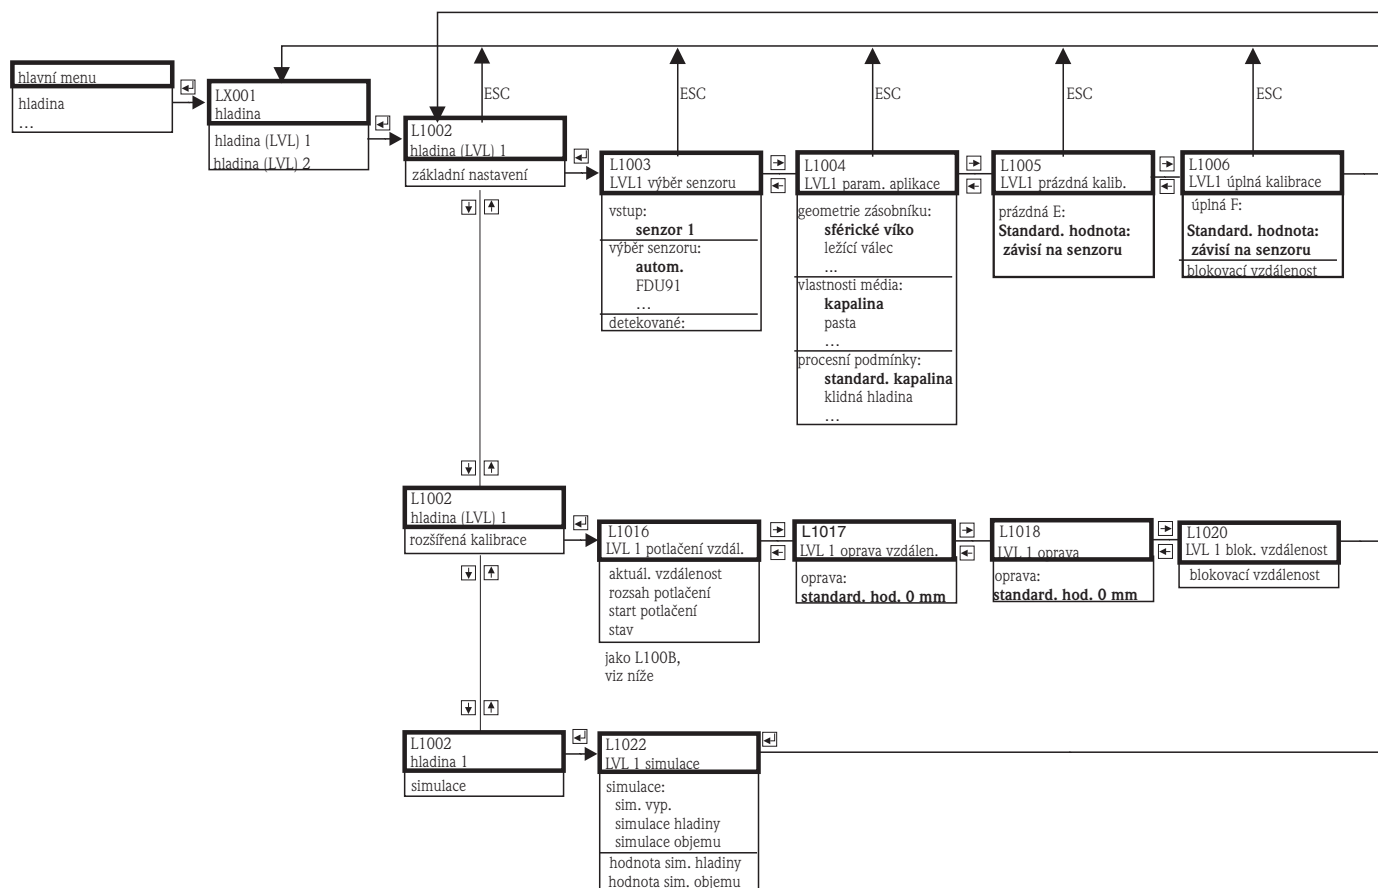 hlavní menu
hladina
…
LX001
hladina
hladina (LVL) 1
hladina (LVL) 2
L1002
hladina (LVL) 1
základní nastavení
ESC
ESC
ESC
ESC
ESC
L1003
LVL1 výběr senzoru
vstup:
senzor 1
výběr senzoru:
autom.
FDU91
…
detekované:
L1004
LVL1 param. aplikace
geometrie zásobníku:
sférické víko
ležící válec
...
vlastnosti média:
kapalina
pasta
…
procesní podmínky:
standard. kapalina
klidná hladina
…
L1005
LVL1 prázdná kalib.
prázdná E:
Standard. hodnota:
závisí na senzoru
L1006
LVL1 úplná kalibrace
úplná F:
Standard. hodnota:
závisí na senzoru
blokovací vzdálenost
L1002
hladina (LVL) 1
rozšířená kalibrace
L1016
LVL 1 potlačení vzdál.
aktuál. vzdálenost
rozsah potlačení
start potlačení
stav
jako L100B,
viz níže
L1017
LVL 1 oprava vzdálen.
oprava:
standard. hod. 0 mm
L1018
LVL 1 oprava
oprava:
standard. hod. 0 mm
L1020
LVL 1 blok. vzdálenost
blokovací vzdálenost
L1002
hladina 1
simulace
L1022
LVL 1 simulace
simulace:
sim. vyp.
simulace hladiny
simulace objemu
hodnota sim. hladiny
hodnota sim. objemu